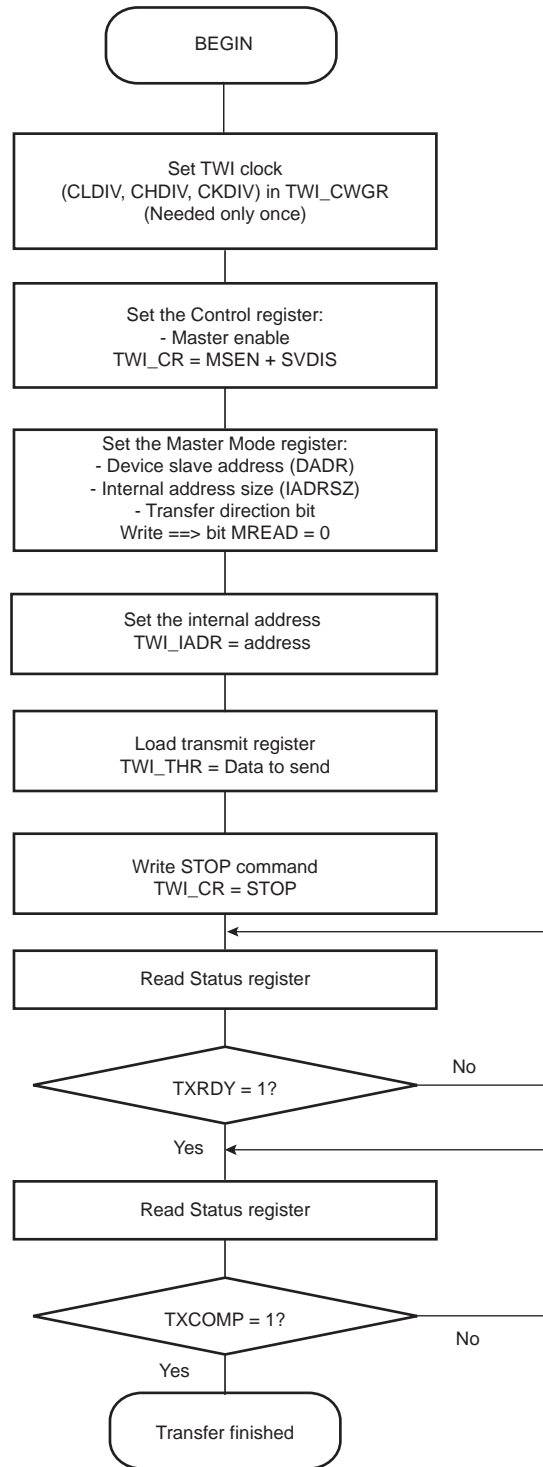 BEGIN
Set TWI clock
(CLDIV, CHDIV, CKDIV) in TWI_CWGR
(Needed only once)
Set the Control register:
- Master enable
TWI_CR = MSEN + SVDIS
Set the Master Mode register:
- Device slave address (DADR)
- Internal address size (IADRSZ)
- Transfer direction bit
Write ==> bit MREAD = 0
Set the internal address
TWI_IADR = address
Load transmit register
TWI_THR = Data to send
Write STOP command
TWI_CR = STOP
Read Status register
No
TXRDY = 1?
Yes
Read Status register
TXCOMP = 1?
No
Yes
Transfer finished